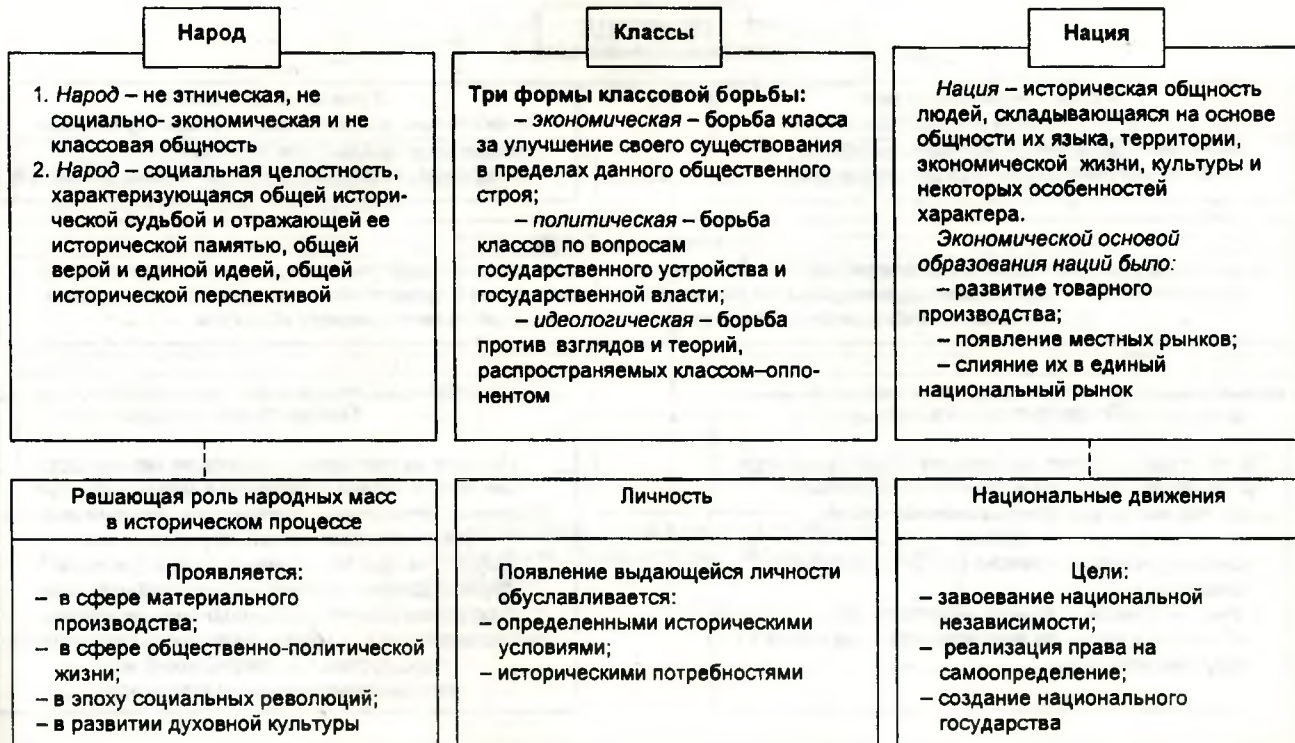 Народ
1. Народ – не этническая, не
социально- экономическая и не
классовая общность
2. Народ – социальная целостность,
характеризующаяся общей истори-
ческой судьбой и отражающей ее
исторической памятью, общей
верой и единой идеей, общей
исторической перспективой
Классы
Три формы классовой борьбы:
– экономическая – борьба класса
за улучшение своего существования
в пределах данного общественного
строя;
– политическая – борьба
классов по вопросам
государственного устройства и
государственной власти;
– идеологическая – борьба
против взглядов и теорий,
распространяемых классом–оппо-
нентом
Нация
Нация – историческая общность
людей, складывающаяся на основе
общности их языка, территории,
экономической жизни, культуры и
некоторых особенностей
характера.
Экономической основой
образования наций было:
– развитие товарного
производства;
– появление местных рынков;
– слияние их в единый
национальный рынок
Решающая роль народных масс
в историческом процессе
Проявляется:
– в сфере материального
производства;
– в сфере общественно-политической
жизни;
– в эпоху социальных революций;
– в развитии духовной культуры
Личность
Появление выдающейся личности
обуславливается:
– определенными историческими
условиями;
– историческими потребностями
Национальные движения
Цели:
– завоевание национальной
независимости;
– реализация права на
самоопределение;
– создание национального
государства